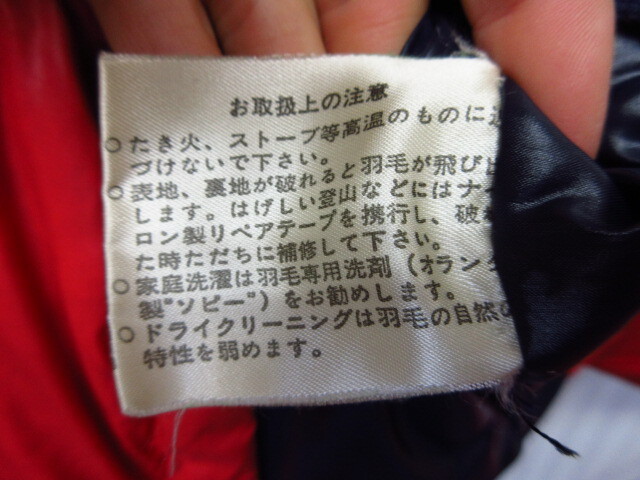 お取扱上の注意
○たき火、ストーブ等高温のものに近
づけないで下さい。
○表地、裏地が破れると羽毛が飛び出
します。はげしい登山などにはナイ
ロン製リペアテープを携行し、破れ
た時ただちに補修して下さい。
○家庭洗濯は羽毛専用洗剤（オランダ
製"ソピー"）をお勧めします。
○ドライクリーニングは羽毛の自然の
特性を弱めます。